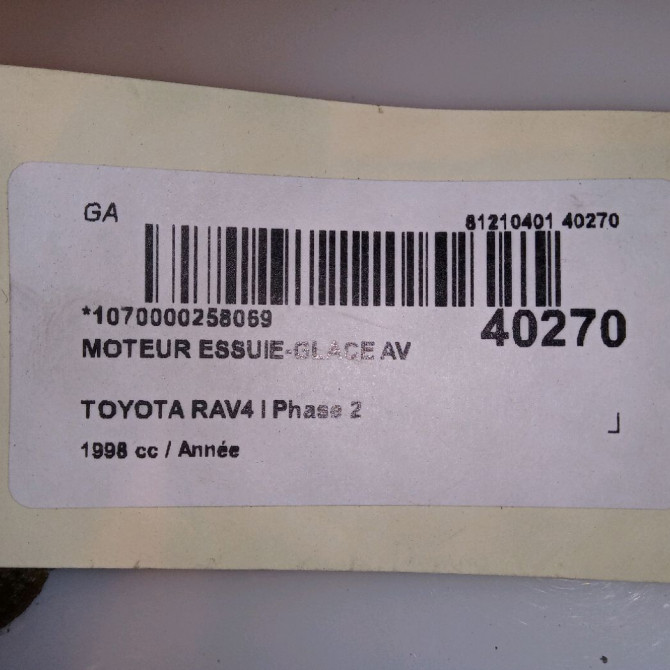 GA
81210401 40270
*1070000258069
40270
MOTEUR ESSUIE-GLACE AV
TOYOTA RAV4 I Phase 2
1998 cc / Année